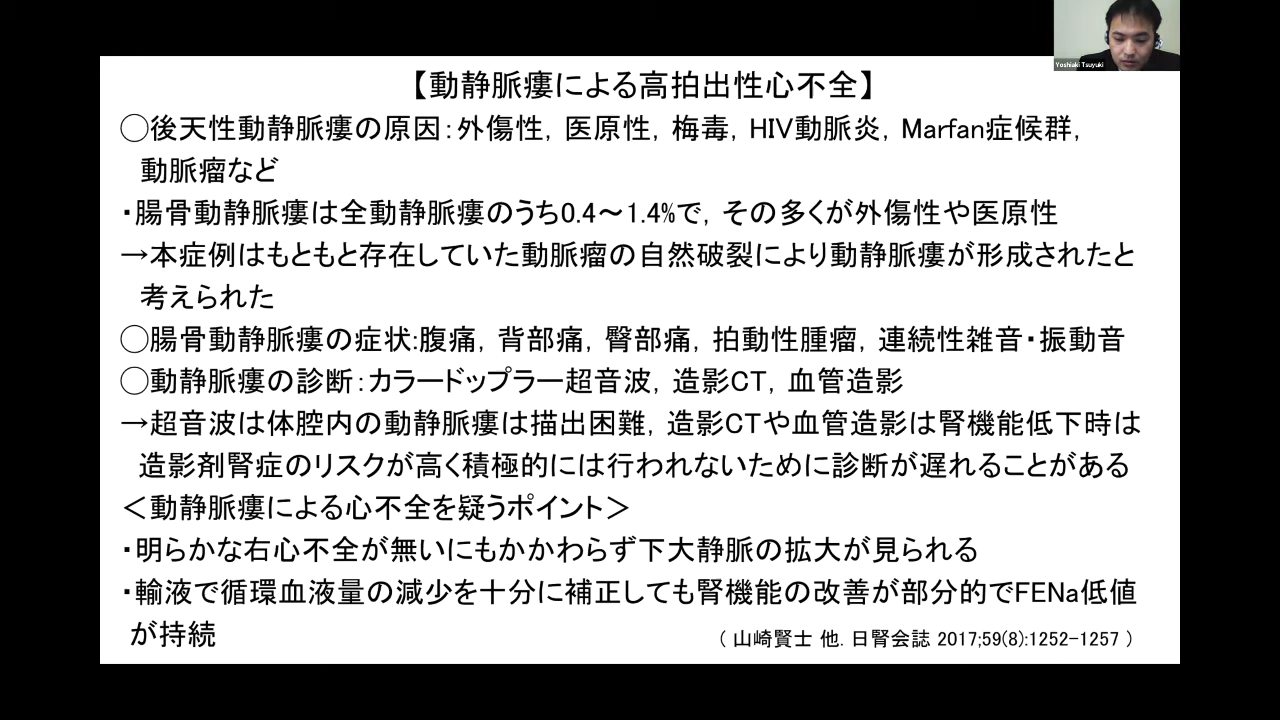 Yoshiaki Tsuyuki
【動静脈瘻による高拍出性心不全】
◯後天性動静脈瘻の原因：外傷性，医原性，梅毒，HIV動脈炎，Marfan症候群，
動脈瘤など
・腸骨動静脈瘻は全動静脈瘻のうち0.4～1.4%で，その多くが外傷性や医原性
→本症例はもともと存在していた動脈瘤の自然破裂により動静脈瘻が形成されたと
考えられた
◯腸骨動静脈瘻の症状:腹痛，背部痛，臀部痛，拍動性腫瘤，連続性雑音・振動音
◯動静脈瘻の診断：カラードップラー超音波，造影CT，血管造影
→超音波は体腔内の動静脈瘻は描出困難，造影CTや血管造影は腎機能低下時は
造影剤腎症のリスクが高く積極的には行われないために診断が遅れることがある
＜動静脈瘻による心不全を疑うポイント＞
・明らかな右心不全が無いにもかかわらず下大静脈の拡大が見られる
・輸液で循環血液量の減少を十分に補正しても腎機能の改善が部分的でFENa低値
が持続
（ 山崎賢士 他. 日腎会誌 2017;59(8):1252-1257 ）